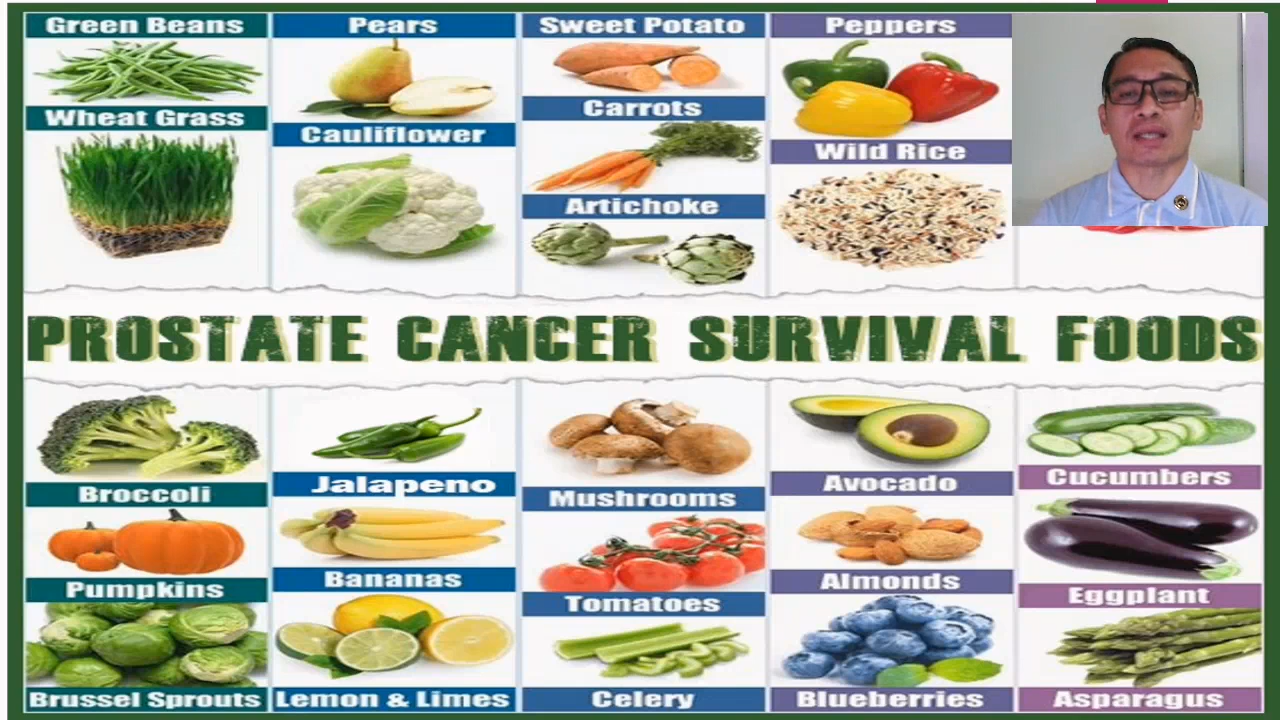 Green Beans
Wheat Grass
Pears
Cauliflower
Sweet Potato
Carrots
Artichoke
Peppers
Wild Rice
PROSTATE CANCER SURVIVAL FOODS
Broccoli
Pumpkins
Brussel Sprouts
Jalapeno
Bananas
Lemon & Limes
Mushrooms
Tomatoes
Celery
Avocado
Almonds
Blueberries
Cucumbers
Eggplant
Asparagus